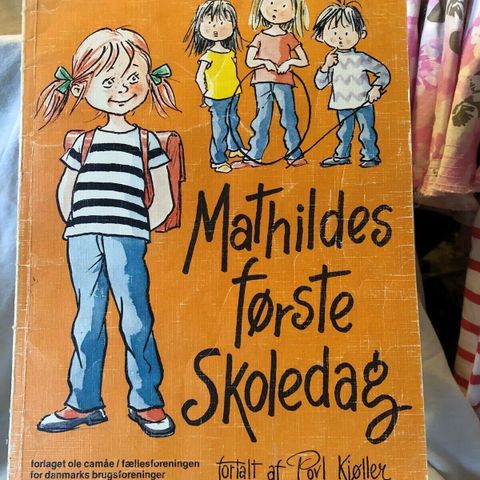 Mathildes
første
Skoledag
fortalt af Povl Kjøller
forlaget ole camåe / fællesforeningen
for danmarks brugsforeninger